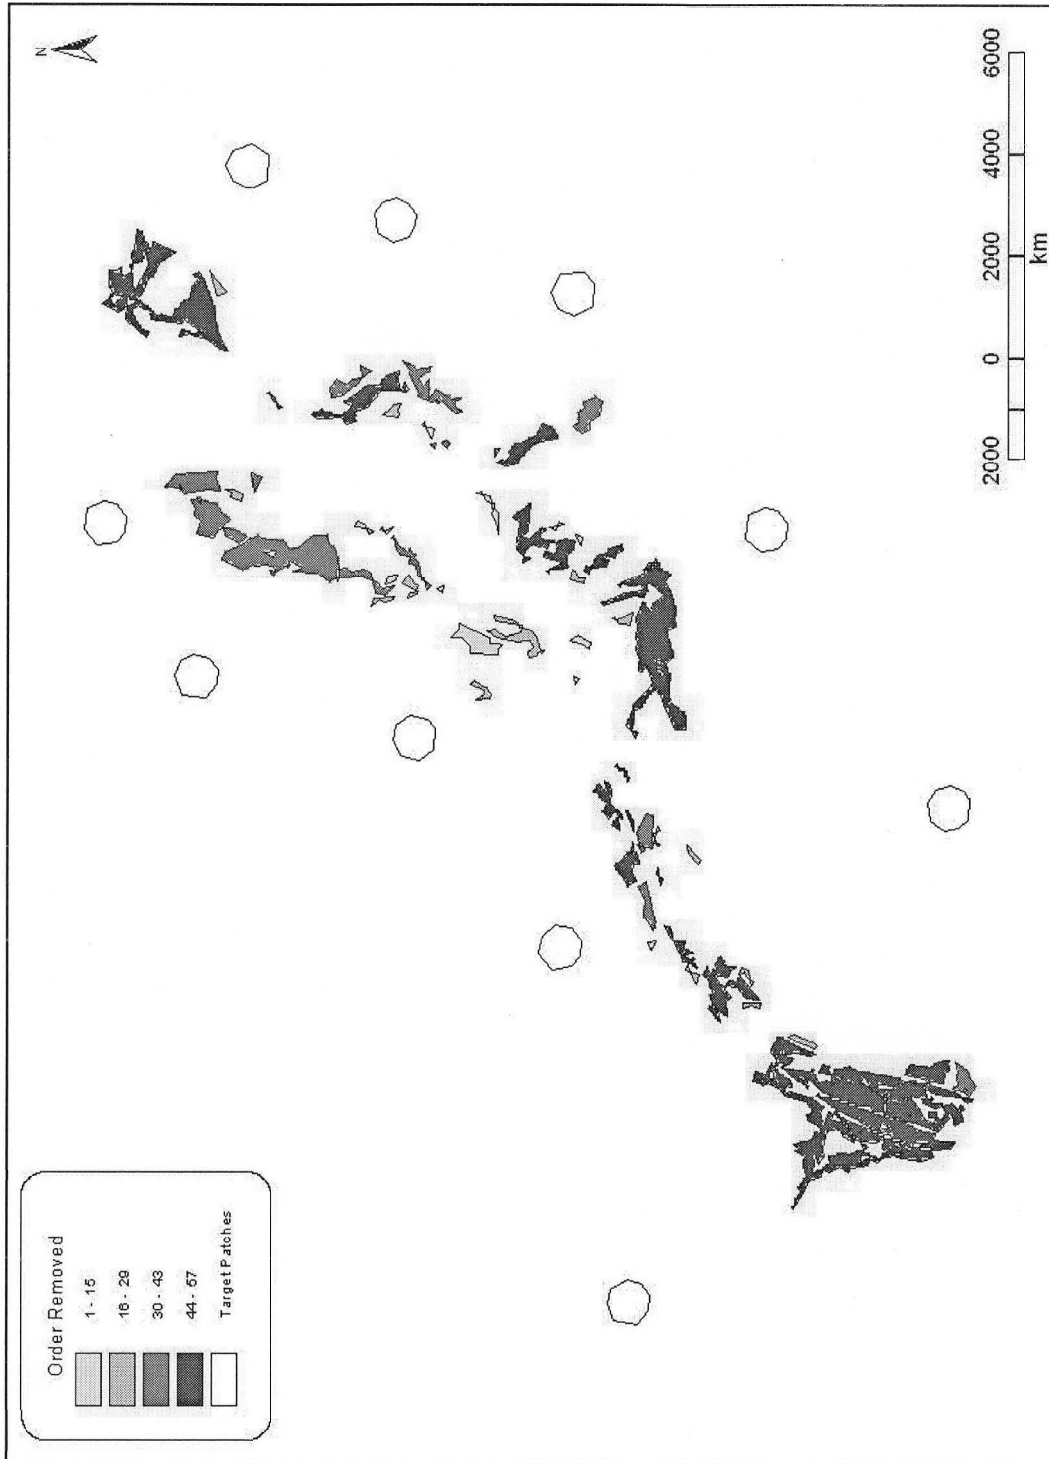 N
Order Removed
1 - 15
16 - 29
30 - 43
44 - 57
Target Patches
2000 0 2000 4000 6000
km